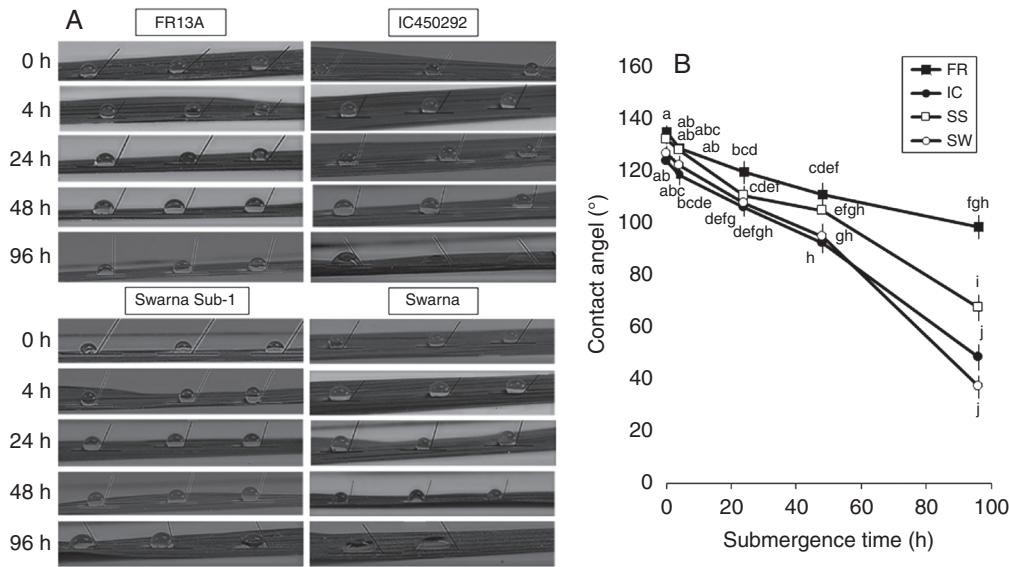 A
FR13A
IC450292
0 h
4 h
24 h
48 h
96 h
Swarna Sub-1
Swarna
0 h
4 h
24 h
48 h
96 h
B
FR
IC
SS
SW
Contact angel (°)
160
140
120
100
80
60
40
20
0
a
ab
ab
abc
ab
bcd
cdef
fgh
ab
abc
bcde
cdef
defg
defgh
efgh
gh
h
i
j
j
0
20
40
60
80
100
Submergence time (h)